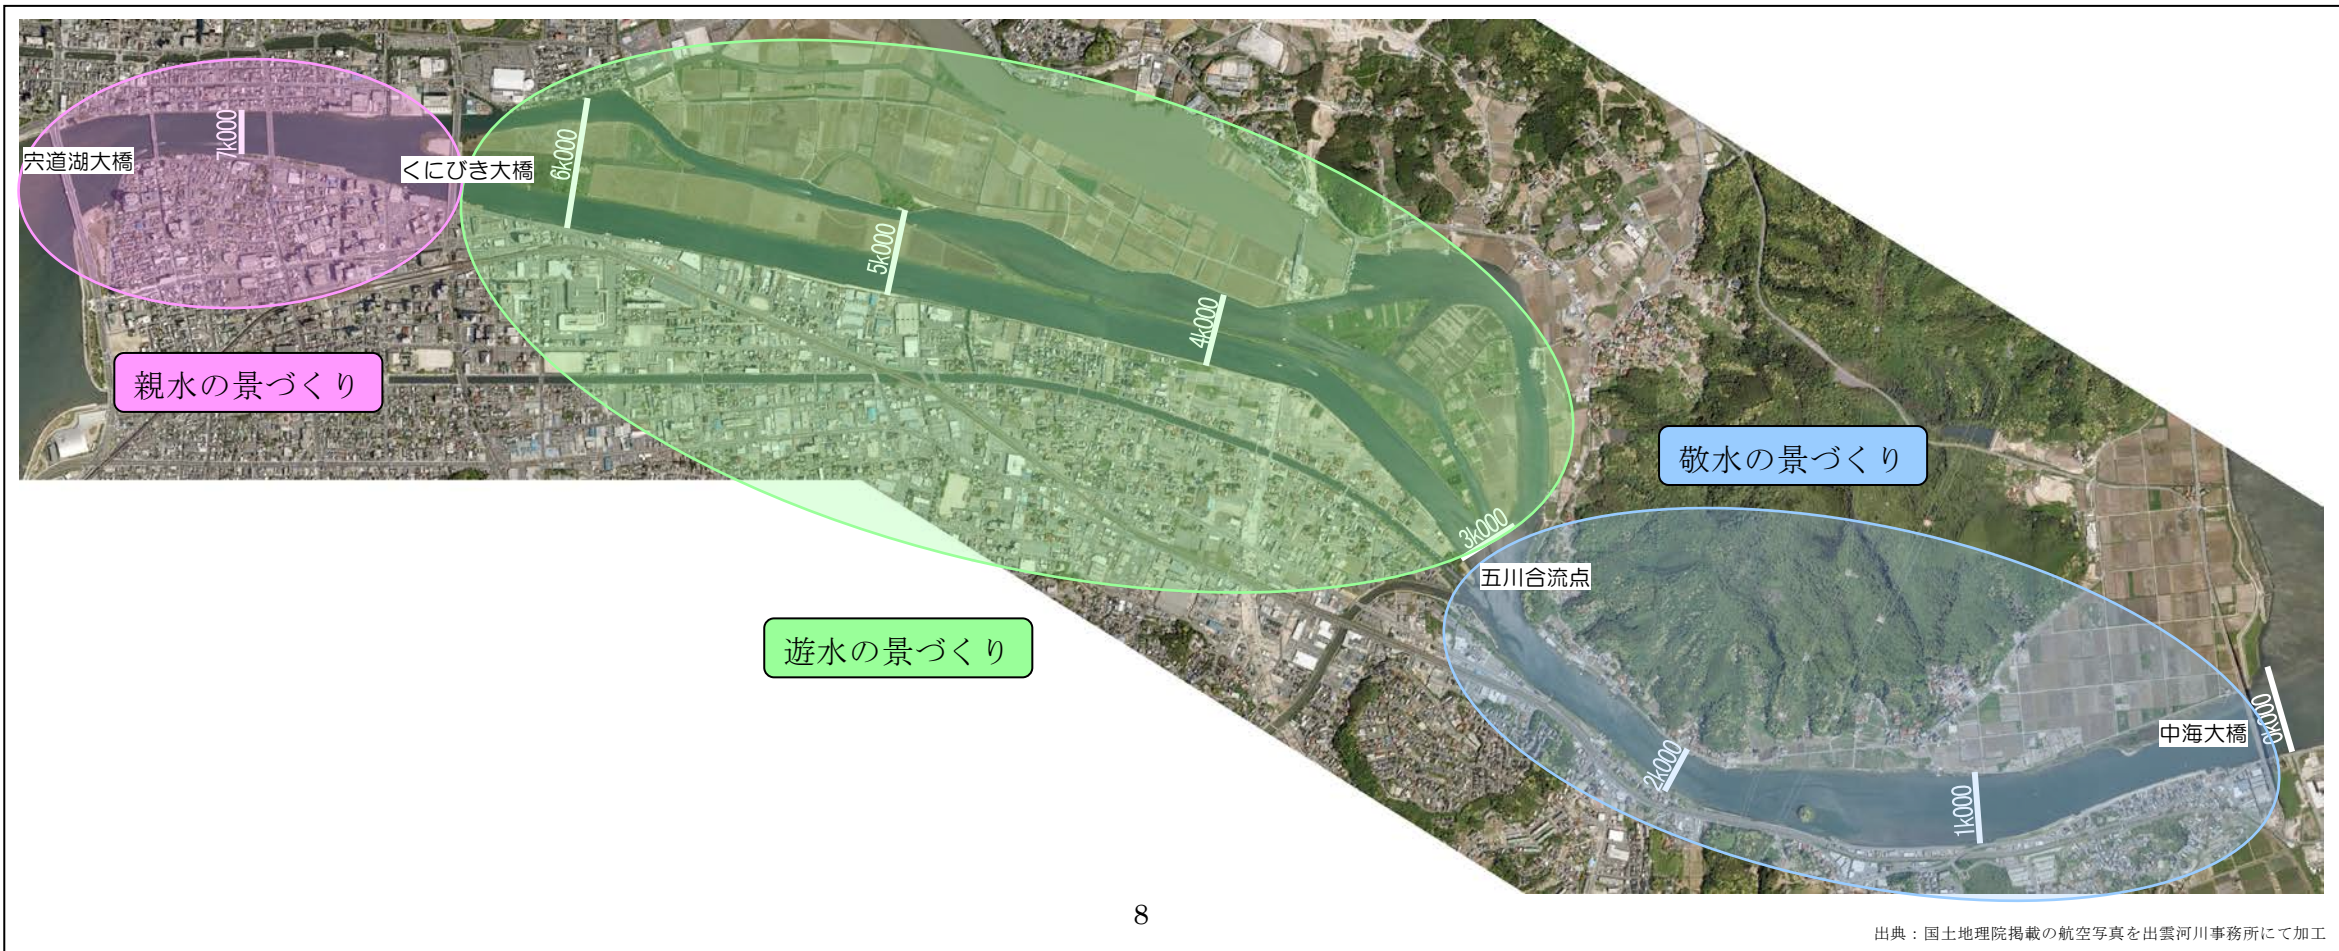 宍道湖大橋
7k000
くにびき大橋
6k000
5k000
4k000
3k000
親水の景づくり
遊水の景づくり
敬水の景づくり
五川合流点
2k000
1k000
中海大橋
0k000
8
出典：国土地理院掲載の航空写真を出雲河川事務所にて加工